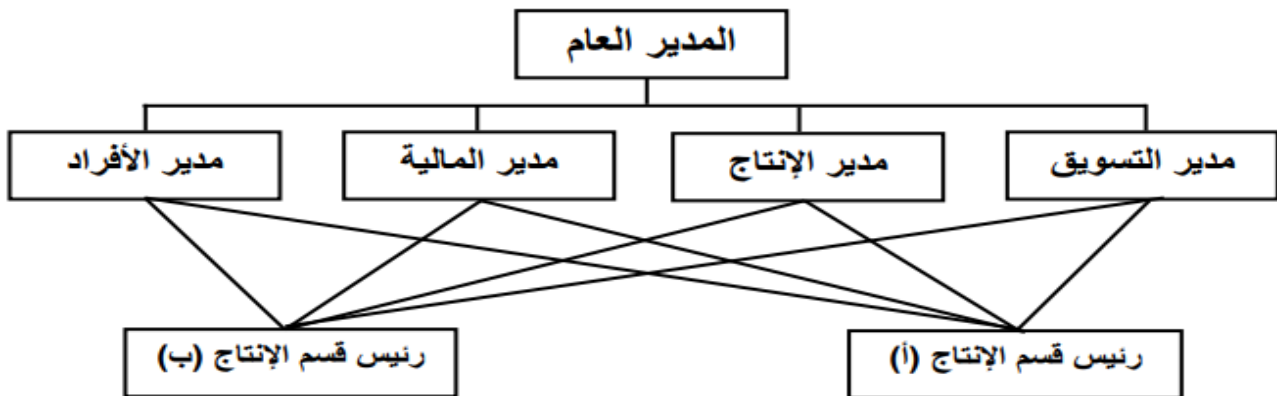 المدير العام
مدير التسويق
مدير الإنتاج
مدير المالية
مدير الأفراد
رئيس قسم الإنتاج (أ)
رئيس قسم الإنتاج (ب)